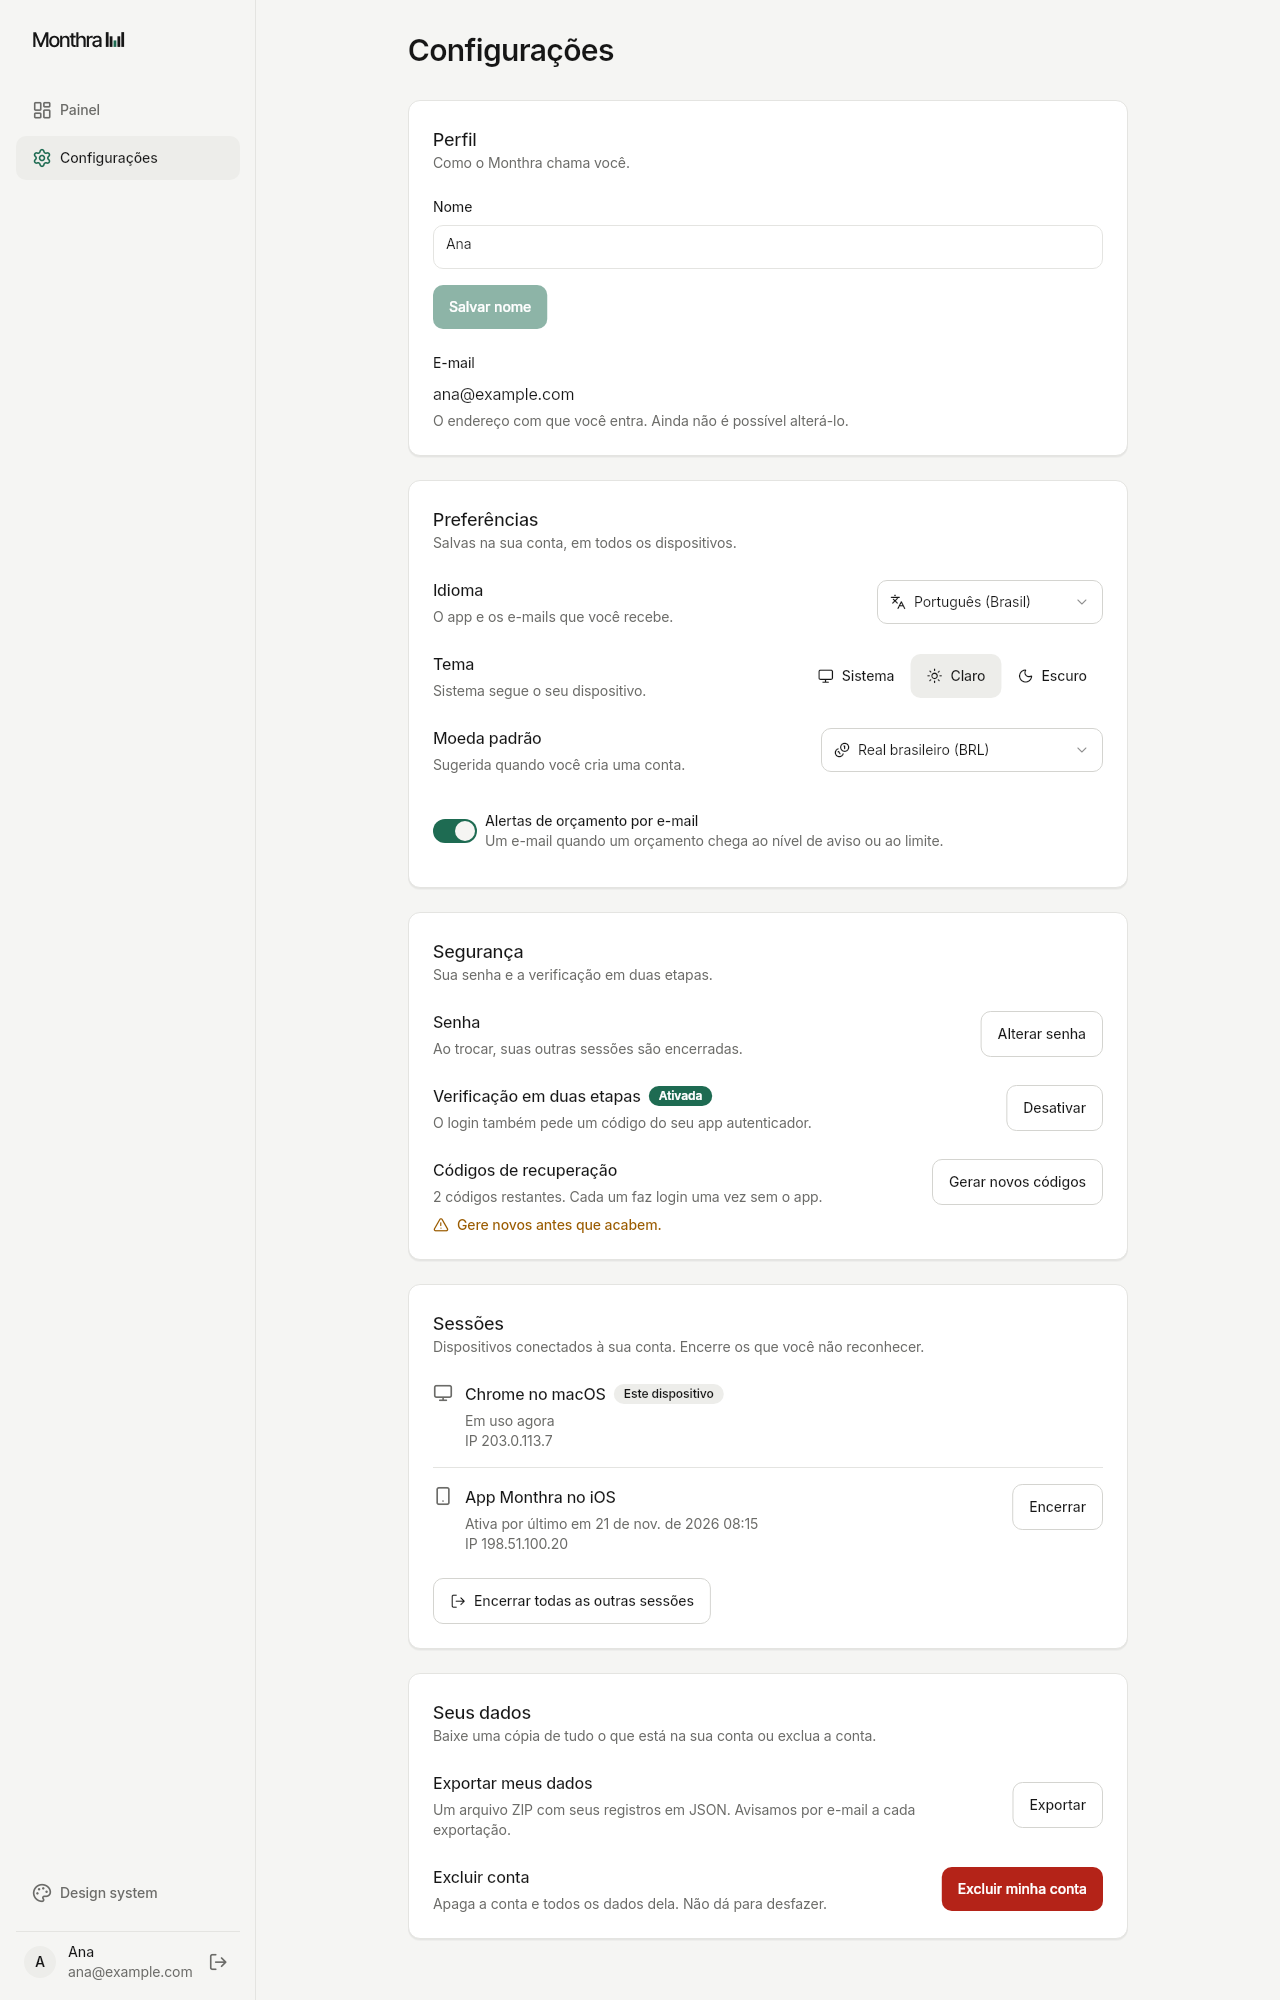 Monthra
Painel
Configurações
Configurações
Perfil
Como o Monthra chama você.
Nome
Ana
Salvar nome
E-mail
ana@example.com
O endereço com que você entra. Ainda não é possível alterá-lo.
Preferências
Salvas na sua conta, em todos os dispositivos.
Idioma
O app e os e-mails que você recebe.
Português (Brasil)
Tema
Sistema segue o seu dispositivo.
Sistema
Claro
Escuro
Moeda padrão
Sugerida quando você cria uma conta.
Real brasileiro (BRL)
Alertas de orçamento por e-mail
Um e-mail quando um orçamento chega ao nível de aviso ou ao limite.
Segurança
Sua senha e a verificação em duas etapas.
Senha
Ao trocar, suas outras sessões são encerradas.
Alterar senha
Verificação em duas etapas Ativada
O login também pede um código do seu app autenticador.
Desativar
Códigos de recuperação
2 códigos restantes. Cada um faz login uma vez sem o app.
Gere novos antes que acabem.
Gerar novos códigos
Sessões
Dispositivos conectados à sua conta. Encerre os que você não reconhecer.
Chrome no macOS Este dispositivo
Em uso agora
IP 203.0.113.7
App Monthra no iOS
Ativa por último em 21 de nov. de 2026 08:15
IP 198.51.100.20
Encerrar
Encerrar todas as outras sessões
Seus dados
Baixe uma cópia de tudo o que está na sua conta ou exclua a conta.
Exportar meus dados
Um arquivo ZIP com seus registros em JSON. Avisamos por e-mail a cada
exportação.
Exportar
Excluir conta
Apaga a conta e todos os dados dela. Não dá para desfazer.
Excluir minha conta
Design system
A
Ana
ana@example.com